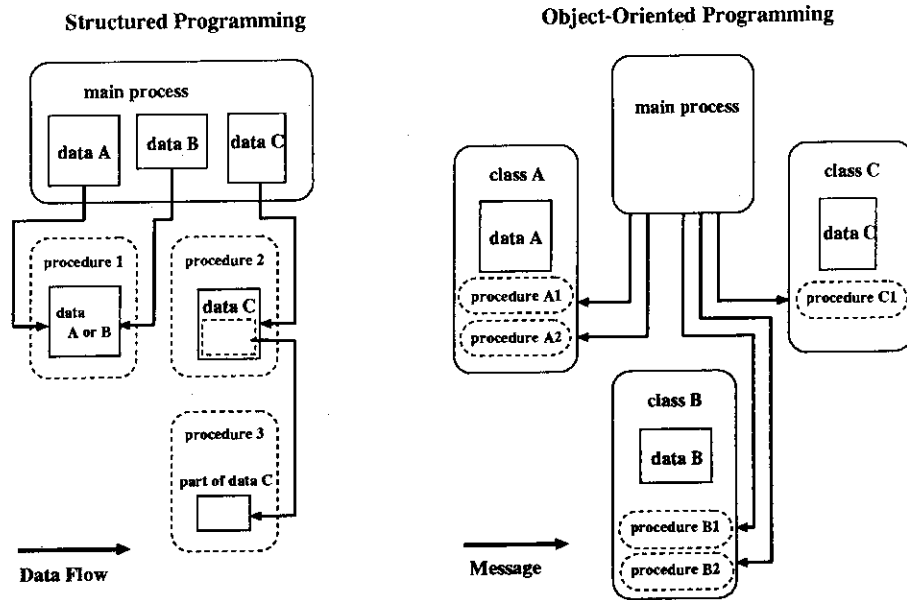 Structured Programming
main process
data A
data B
data C
procedure 1
data
A or B
procedure 2
data C
procedure 3
part of data C
Data Flow
Object-Oriented Programming
main process
class A
data A
procedure A1
procedure A2
class C
data C
procedure C1
class B
data B
procedure B1
procedure B2
Message